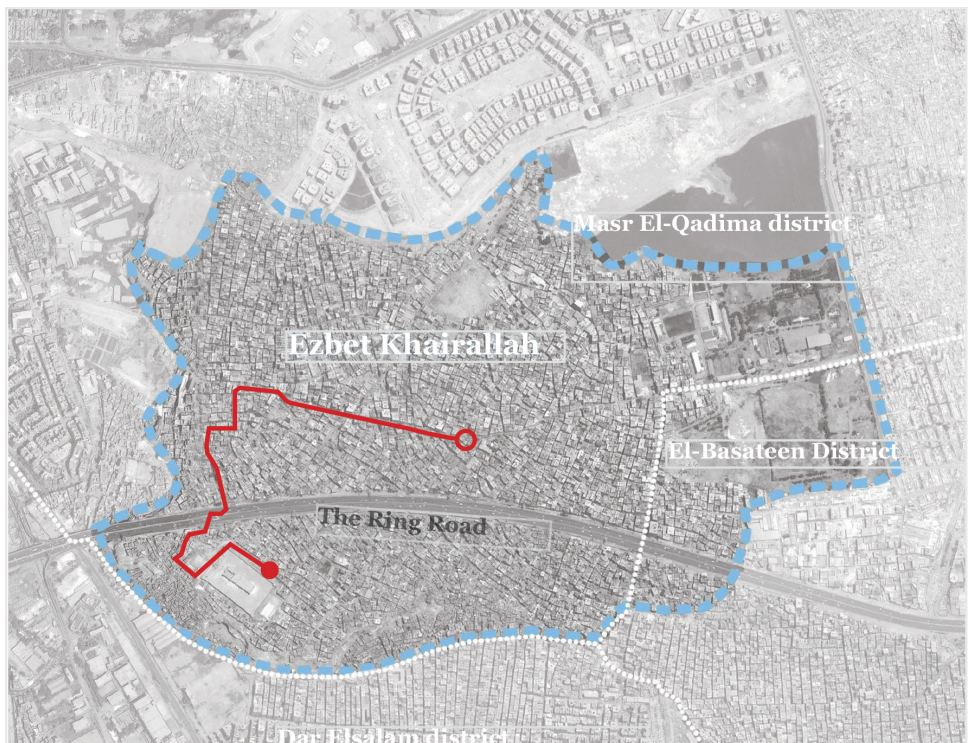 Masr El-Qadima district
Ezbet Khairallah
El-Basateen District
The Ring Road
Dar Elsalam district